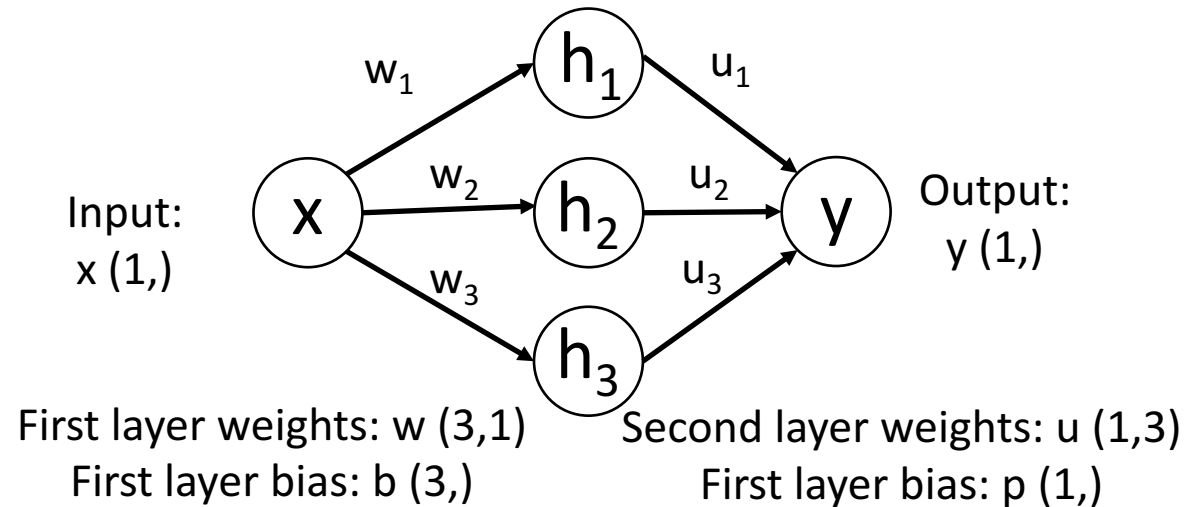 w₁
h₁
u₁
Input:
x (1,)
x
w₂
h₂
u₂
y
Output:
y (1,)
w₃
h₃
u₃
First layer weights: w (3,1)
First layer bias: b (3,)
Second layer weights: u (1,3)
First layer bias: p (1,)